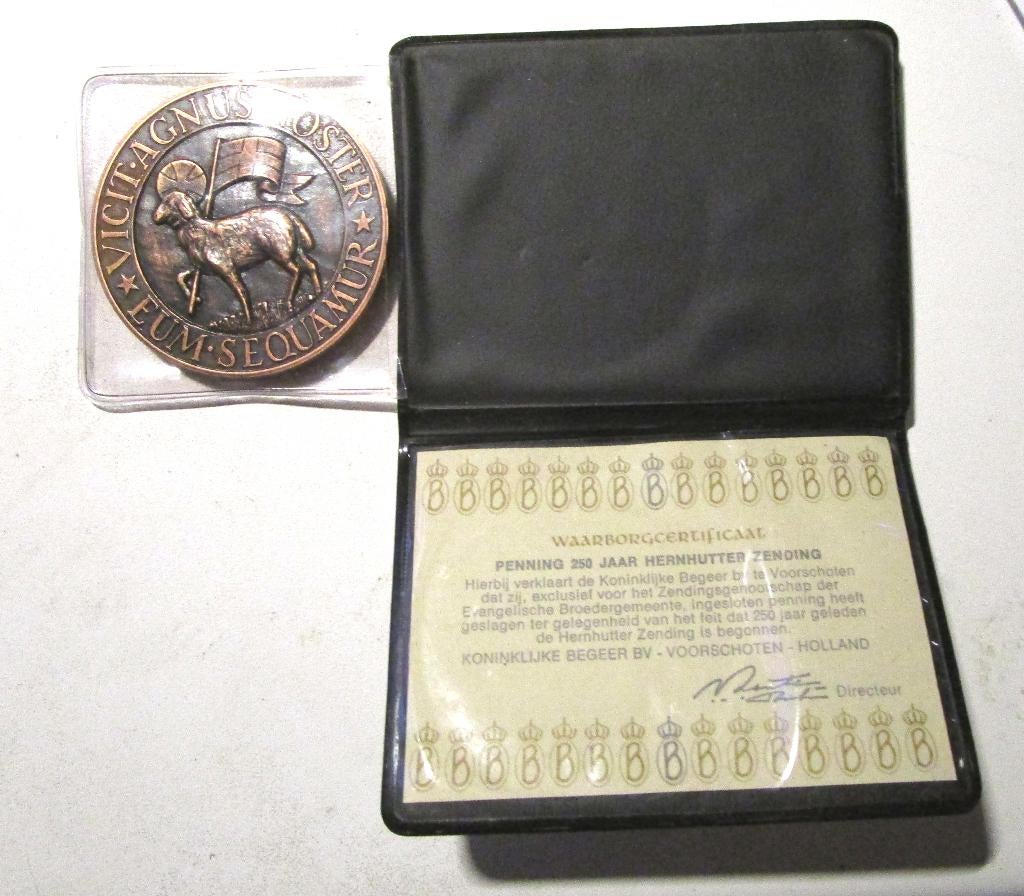 VICIT · AGNUS NOSTER
EUM · SEQUAMUR
B B B B B B B B B B B B B B B
WAARBORGCERTIFICAAT
PENNING 250 JAAR HERNHUTTER ZENDING
Hierbij verklaart de Koninklijke Begeer bv te Voorschoten
dat zij, exclusief voor het Zendingsgenootschap der
Evangelische Broedergemeente, ingesloten penning heeft
geslagen ter gelegenheid van het feit dat 250 jaar geleden
de Hernhutter Zending is begonnen.
KONINKLIJKE BEGEER BV - VOORSCHOTEN - HOLLAND
Directeur
B B B B B B B B B B B B B B B